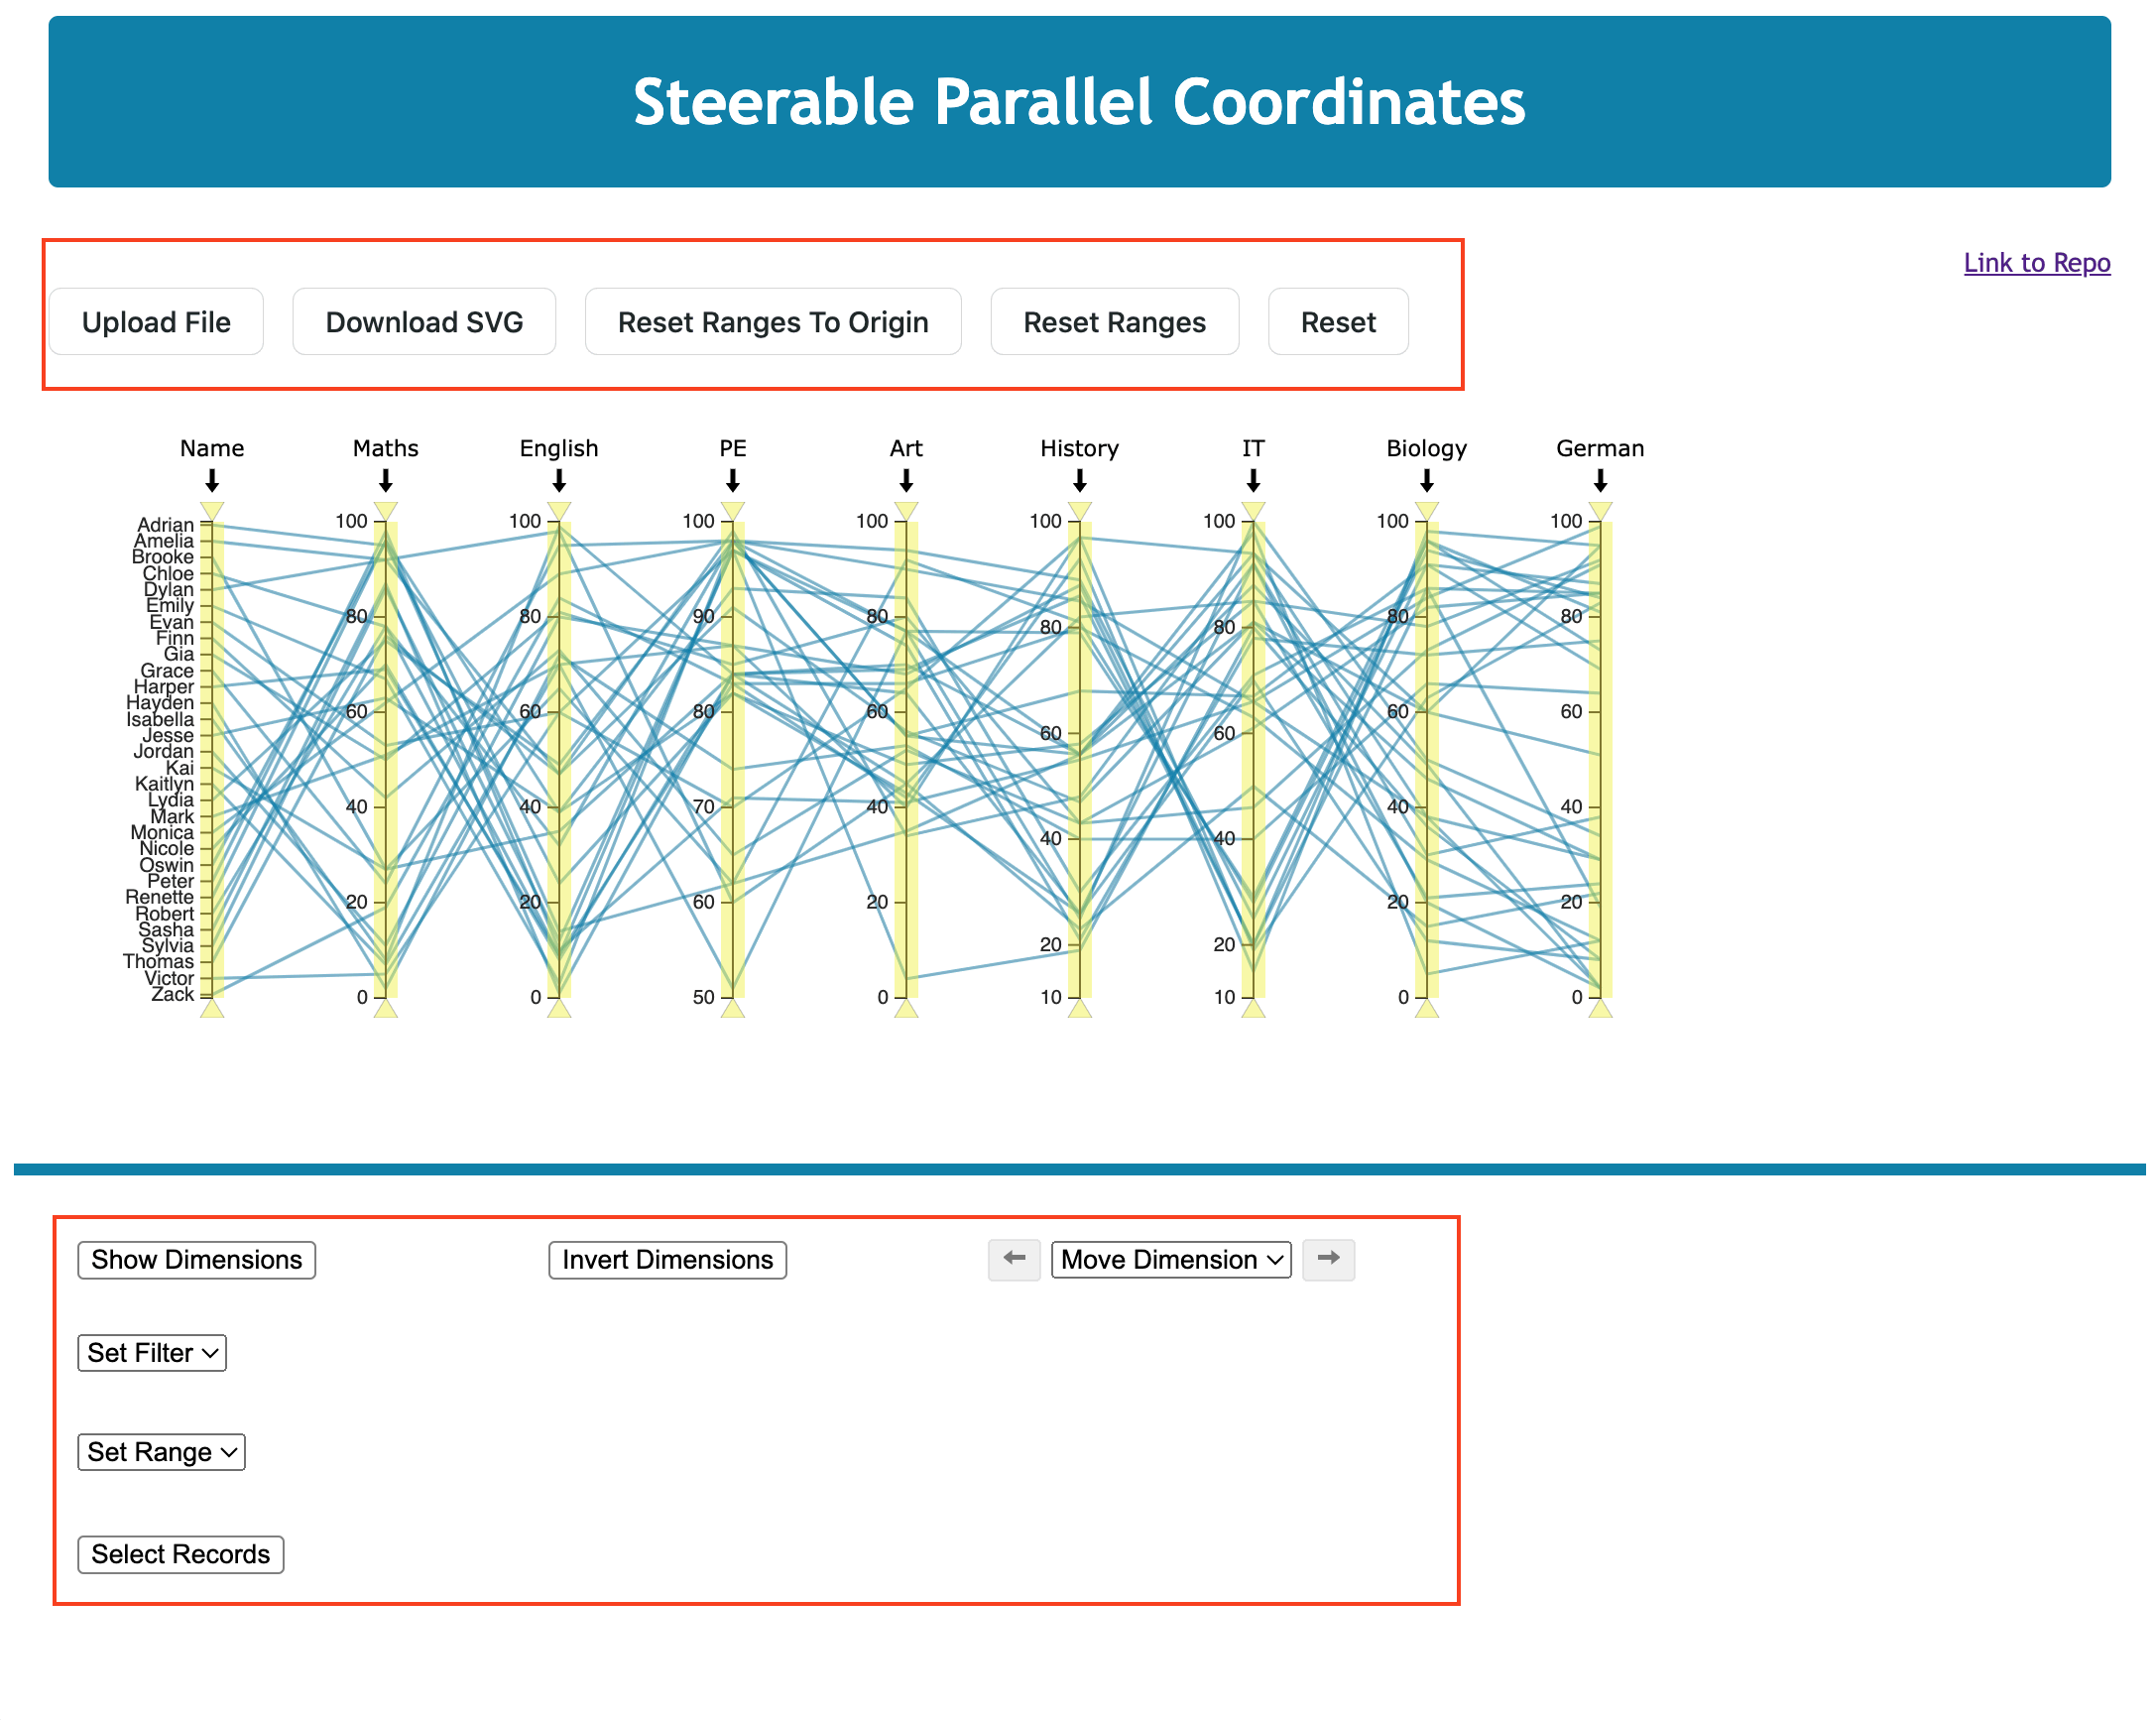 Steerable Parallel Coordinates
Link to Repo
Upload File Download SVG Reset Ranges To Origin Reset Ranges Reset
Name Maths English PE Art History IT Biology German
Adrian
Amelia
Brooke
Chloe
Dylan
Emily
Evan
Finn
Gia
Grace
Harper
Hayden
Isabella
Jesse
Jordan
Kai
Kaitlyn
Lydia
Mark
Monica
Nicole
Oswin
Peter
Renette
Robert
Sasha
Sylvia
Thomas
Victor
Zack
100
80
60
40
20
0
100
80
60
40
20
0
100
90
80
70
60
50
100
80
60
40
20
0
100
80
60
40
20
10
100
80
60
40
20
10
100
80
60
40
20
0
100
80
60
40
20
0
Show Dimensions Invert Dimensions Move Dimension
Set Filter
Set Range
Select Records